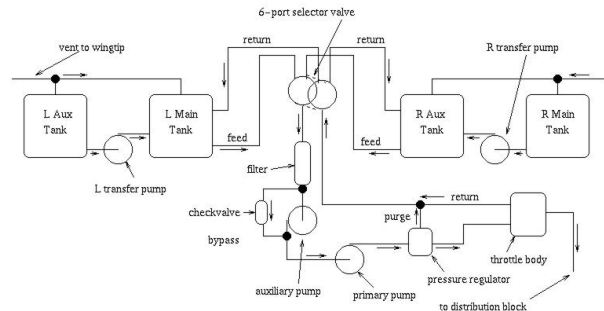 6-port selector valve
vent to wingtip
return
return
R transfer pump
L Aux
Tank
L Main
Tank
R Aux
Tank
R Main
Tank
feed
feed
L transfer pump
filter
checkvalve
bypass
return
purge
throttle body
pressure regulator
auxiliary pump
primary pump
to distribution block